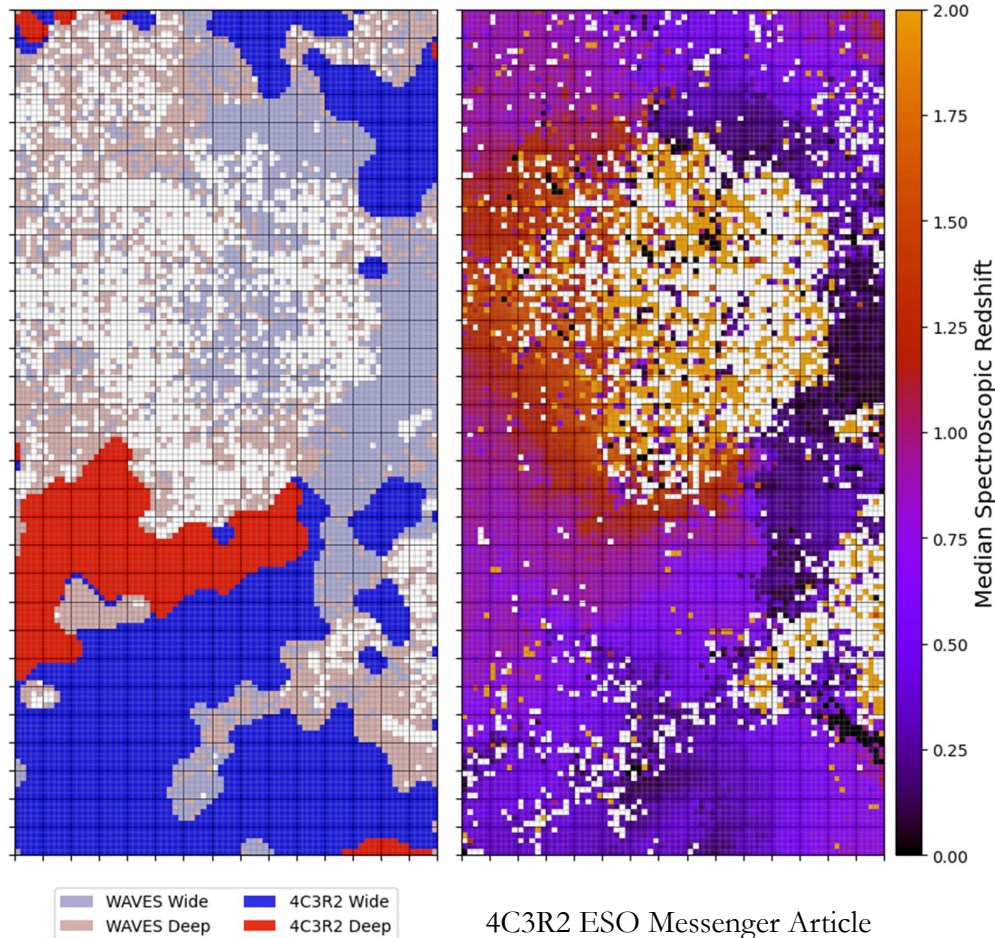 2.00
1.75
1.50
1.25
1.00
0.75
0.50
0.25
0.00
Median Spectroscopic Redshift
WAVES Wide
4C3R2 Wide
WAVES Deep
4C3R2 Deep
4C3R2 ESO Messenger Article